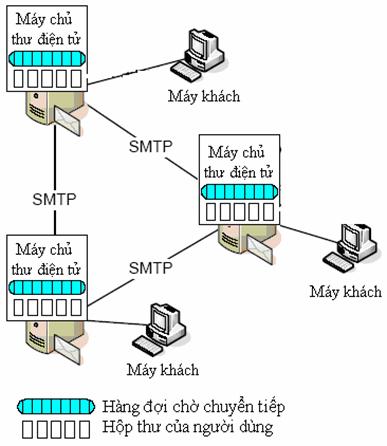 Máy chủ
thư điện tử
Máy khách
SMTP
Máy chủ
thư điện tử
SMTP
Máy chủ
thư điện tử
SMTP
Máy khách
Máy khách
Hàng đợi chờ chuyển tiếp
Hộp thư của người dùng